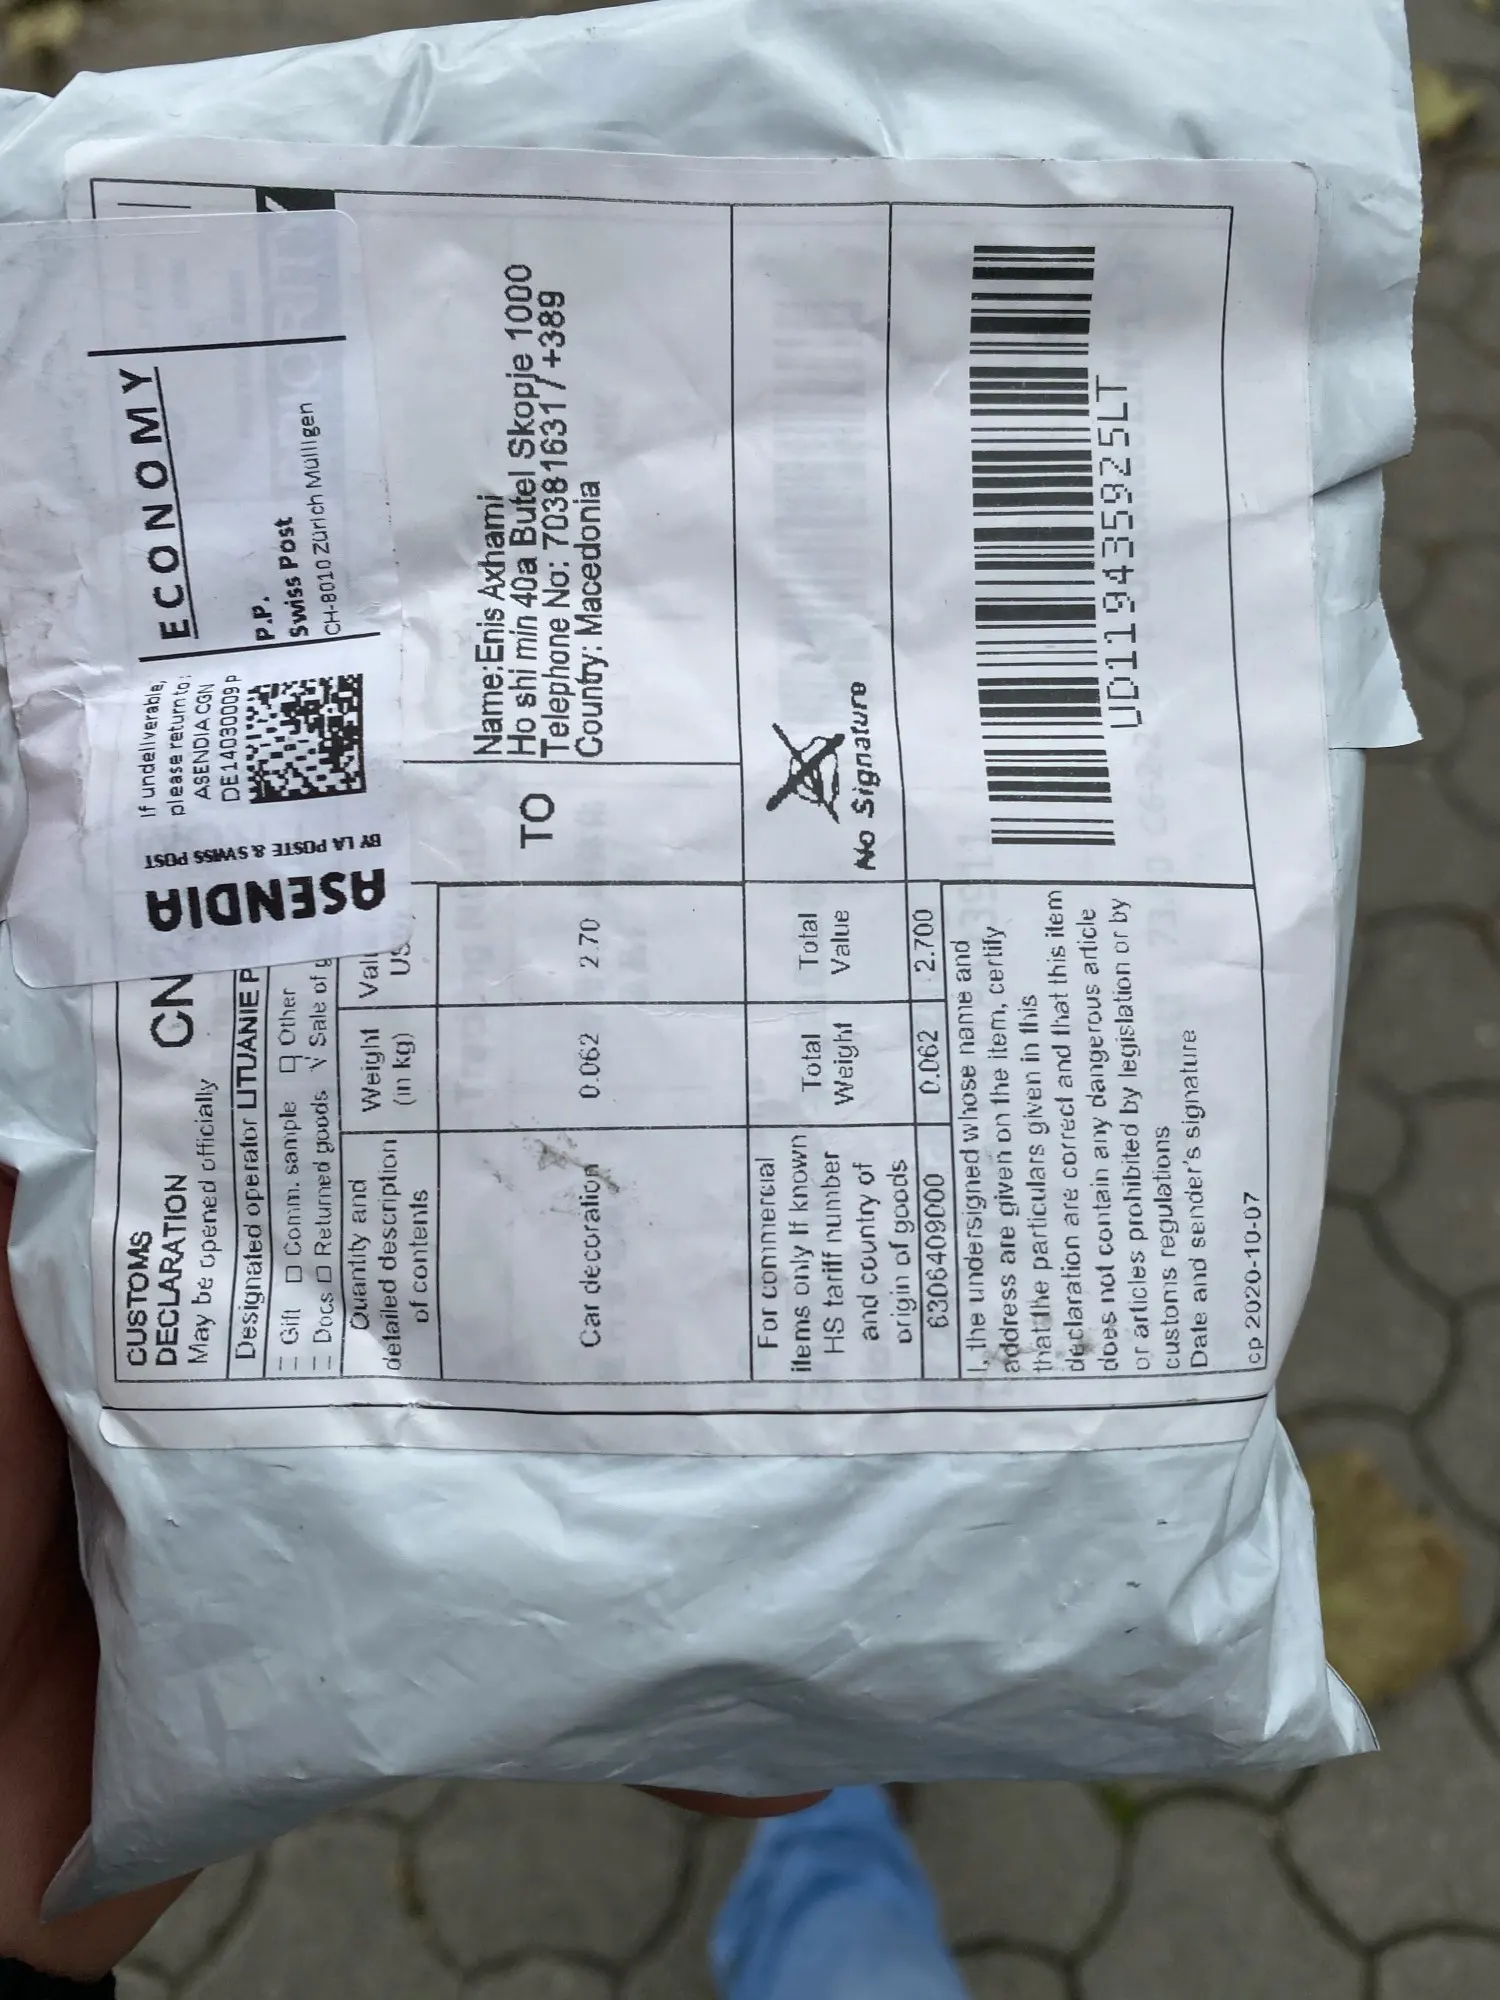 If undeliverable,
please return to:
ASENDIA CGN
DE14030009P
ECONOMY
P.P.
Swiss Post
CH-8010 Zürich Mülligen
ASENDIA
BY LA POSTE & SWISS POST
CUSTOMS
DECLARATION
CN
May be opened officially
Designated operator LITUANIE P
Gift □ Comm. sample □ Other
Docs □ Returned goods √ Sale of g
Quantity and
detailed description
of contents
Weight
(in kg)
Val
US
Car decoration 0.062 2.70
For commercial
items only If known
HS tariff number
and country of
origin of goods
Total
Weight
Total
Value
6306409000 0.062 2.700
I, the undersigned whose name and
address are given on the item, certify
that the particulars given in this
declaration are correct and that this item
does not contain any dangerous article
or articles prohibited by legislation or by
customs regulations
Date and sender's signature
cp 2020-10-07
TO
Name:Enis Axhami
Ho shi min 40a Butel Skopje 1000
Telephone No: 70381631 / +389
Country: Macedonia
No Signature
UD119435925LT